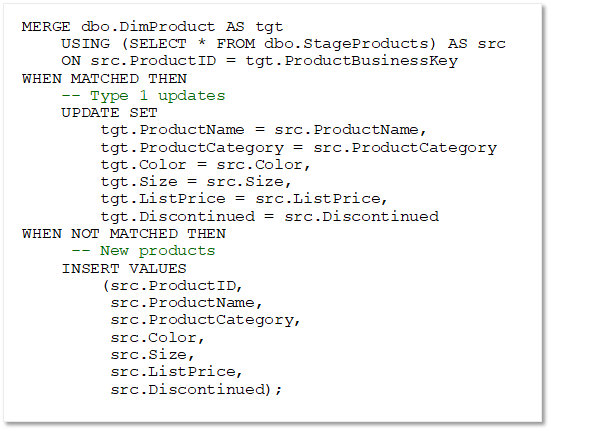 MERGE dbo.DimProduct AS tgt
USING (SELECT * FROM dbo.StageProducts) AS src
ON src.ProductID = tgt.ProductBusinessKey
WHEN MATCHED THEN
-- Type 1 updates
UPDATE SET
tgt.ProductName = src.ProductName,
tgt.ProductCategory = src.ProductCategory
tgt.Color = src.Color,
tgt.Size = src.Size,
tgt.ListPrice = src.ListPrice,
tgt.Discontinued = src.Discontinued
WHEN NOT MATCHED THEN
-- New products
INSERT VALUES
(src.ProductID,
src.ProductName,
src.ProductCategory,
src.Color,
src.Size,
src.ListPrice,
src.Discontinued);